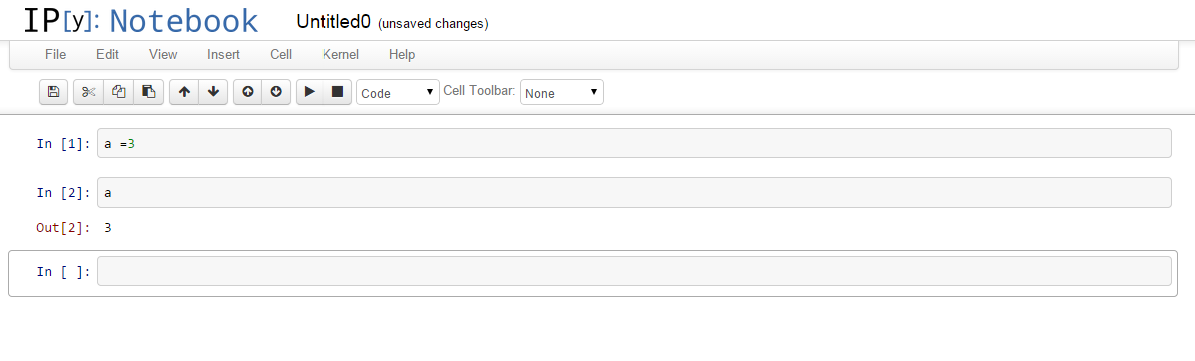 IP[y]: Notebook Untitled0 (unsaved changes)
File Edit View Insert Cell Kernel Help
Code Cell Toolbar: None
In [1]: a =3
In [2]: a
Out[2]: 3
In [ ]: